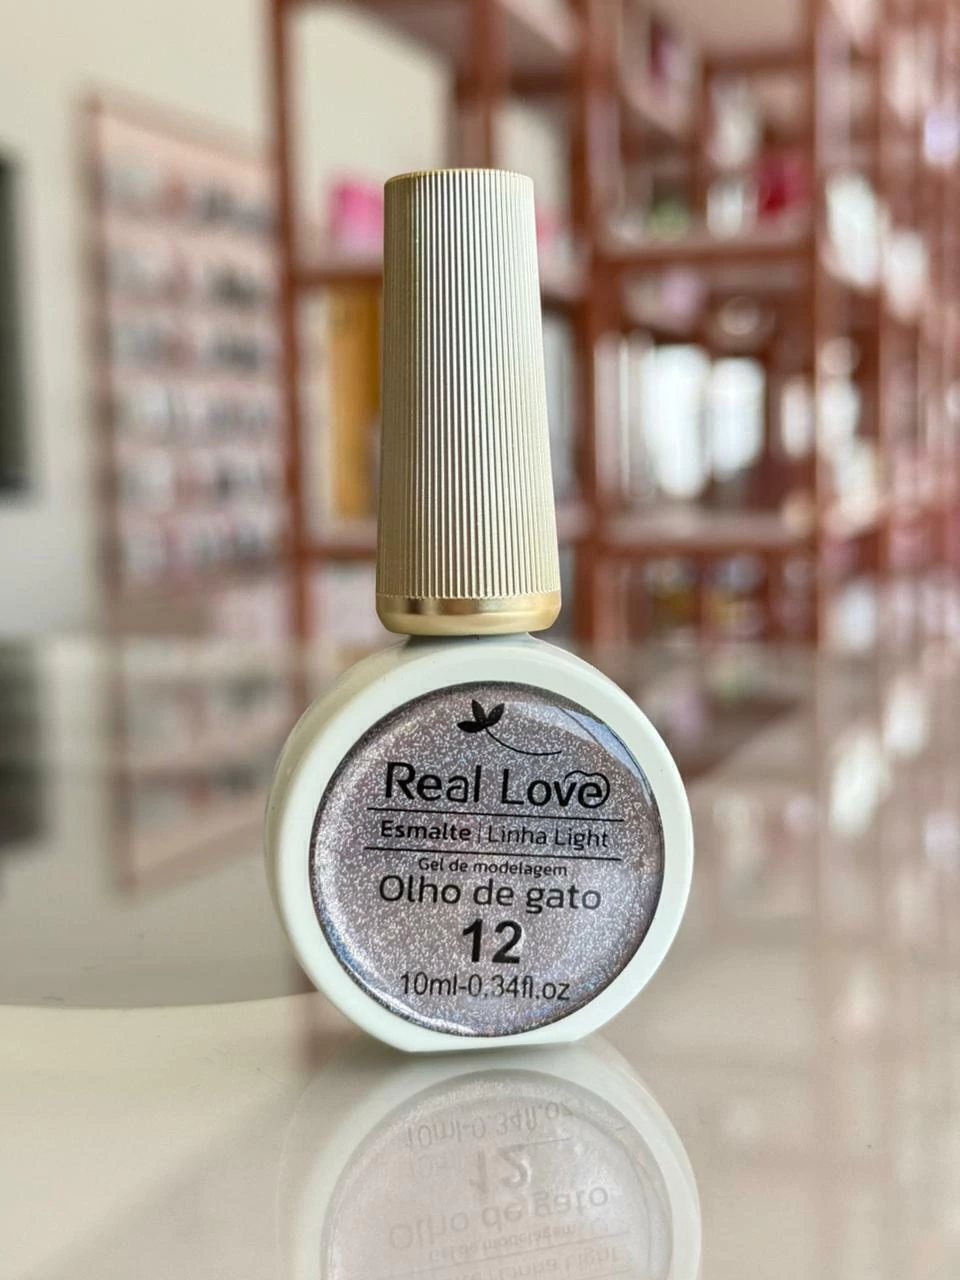 Real Love
Esmalte | Linha Light
Gel de modelagem
Olho de gato
12
10ml-0.34fl.oz